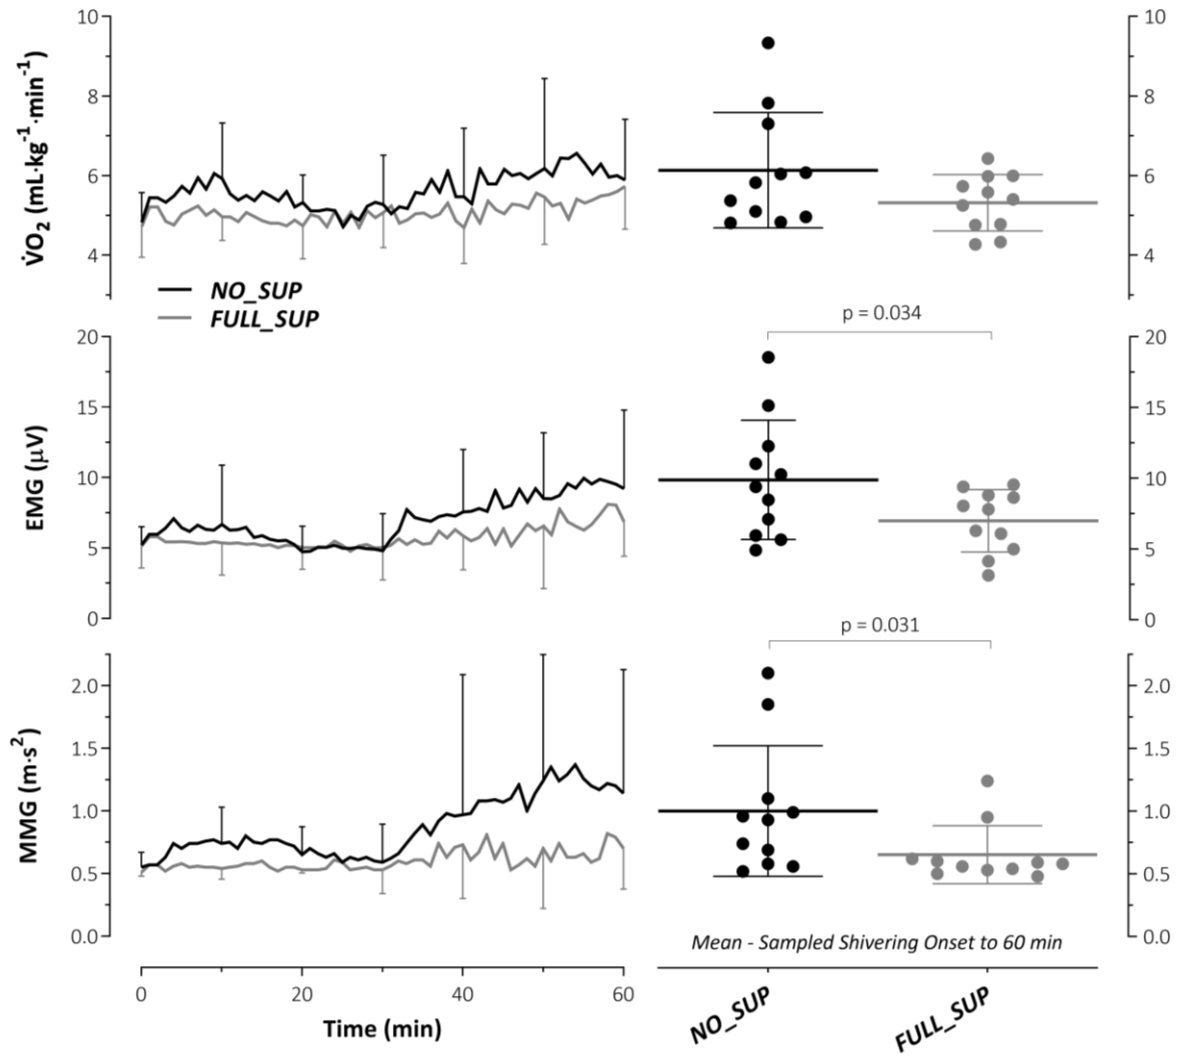 10
8
6
4
V̇O₂ (mL·kg⁻¹·min⁻¹)
10
8
6
4
NO_SUP
FULL_SUP
p = 0.034
20
15
10
5
0
EMG (μV)
20
15
10
5
0
p = 0.031
2.0
1.5
1.0
0.5
0.0
MMG (m·s²)
2.0
1.5
1.0
0.5
0.0
Mean - Sampled Shivering Onset to 60 min
0 20 40 60
Time (min)
NO_SUP
FULL_SUP